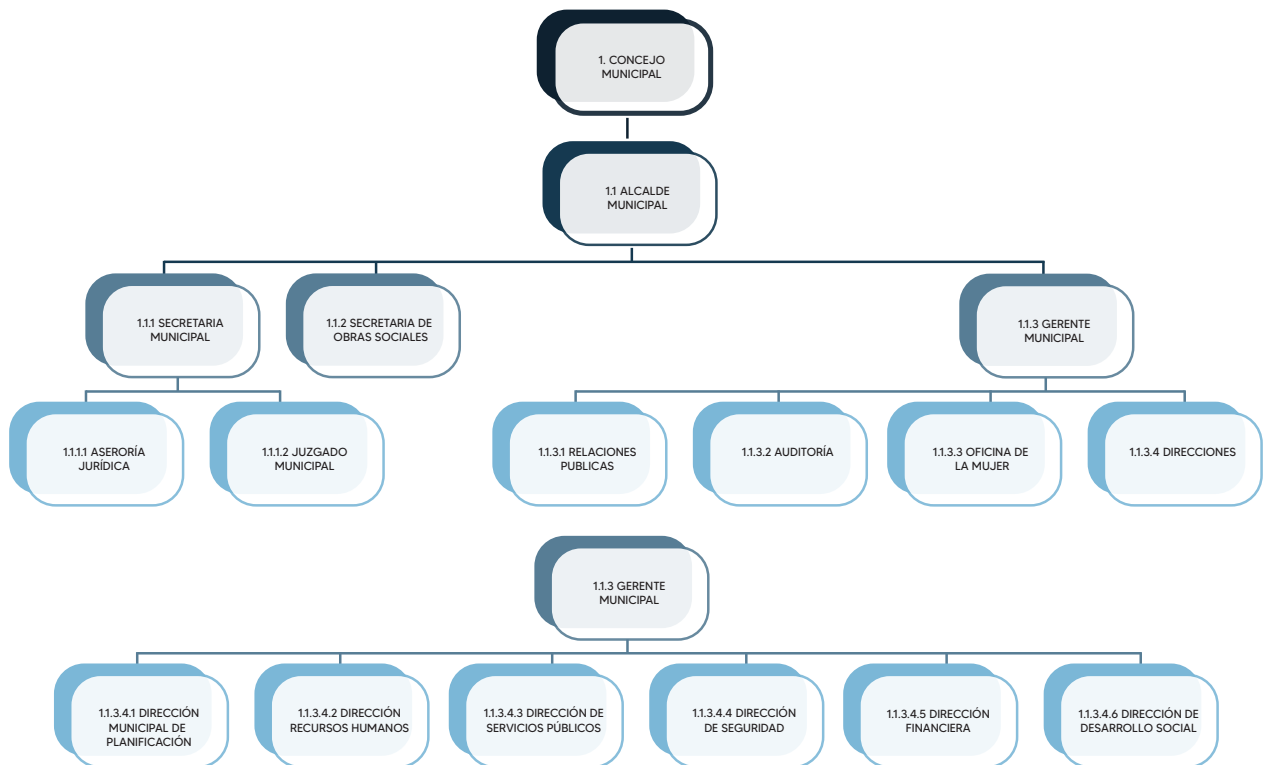 1. CONCEJO
MUNICIPAL
1.1 ALCALDE
MUNICIPAL
1.1.1 SECRETARIA
MUNICIPAL
1.1.2 SECRETARIA DE
OBRAS SOCIALES
1.1.3 GERENTE
MUNICIPAL
1.1.1.1 ASERORÍA
JURÍDICA
1.1.1.2 JUZGADO
MUNICIPAL
1.1.3.1 RELACIONES
PUBLICAS
1.1.3.2 AUDITORÍA
1.1.3.3 OFICINA DE
LA MUJER
1.1.3.4 DIRECCIONES
1.1.3 GERENTE
MUNICIPAL
1.1.3.4.1 DIRECCIÓN
MUNICIPAL DE
PLANIFICACIÓN
1.1.3.4.2 DIRECCIÓN
RECURSOS HUMANOS
1.1.3.4.3 DIRECCIÓN DE
SERVICIOS PÚBLICOS
1.1.3.4.4 DIRECCIÓN
DE SEGURIDAD
1.1.3.4.5 DIRECCIÓN
FINANCIERA
1.1.3.4.6 DIRECCIÓN DE
DESARROLLO SOCIAL